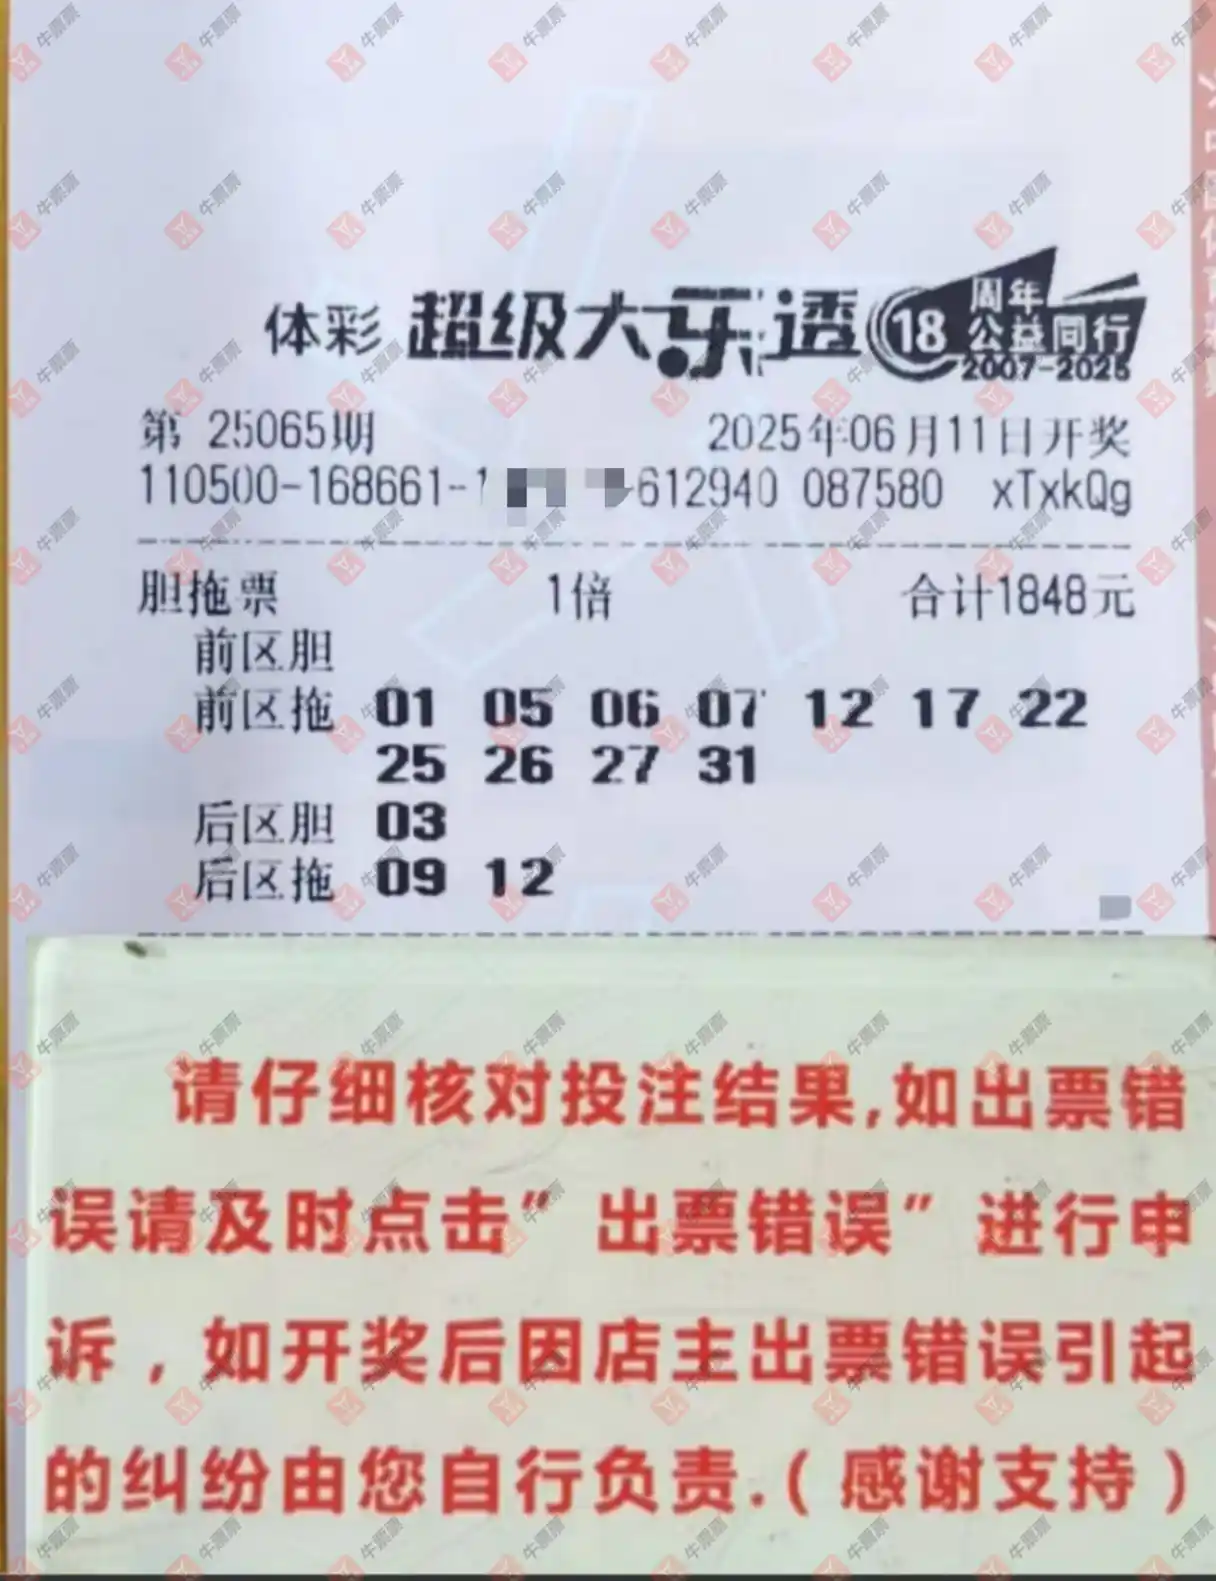 体彩 超级大乐透 18 周年 公益同行 2007-2025
第 25065期 2025年06月11日开奖
110500-168661-1 612940 087580 xTxkQg
胆拖票 1倍 合计1848元
前区胆
前区拖 01 05 06 07 12 17 22
25 26 27 31
后区胆 03
后区拖 09 12
请仔细核对投注结果,如出票错
误请及时点击"出票错误"进行申
诉，如开奖后因店主出票错误引起
的纠纷由您自行负责.(感谢支持)
牛票票